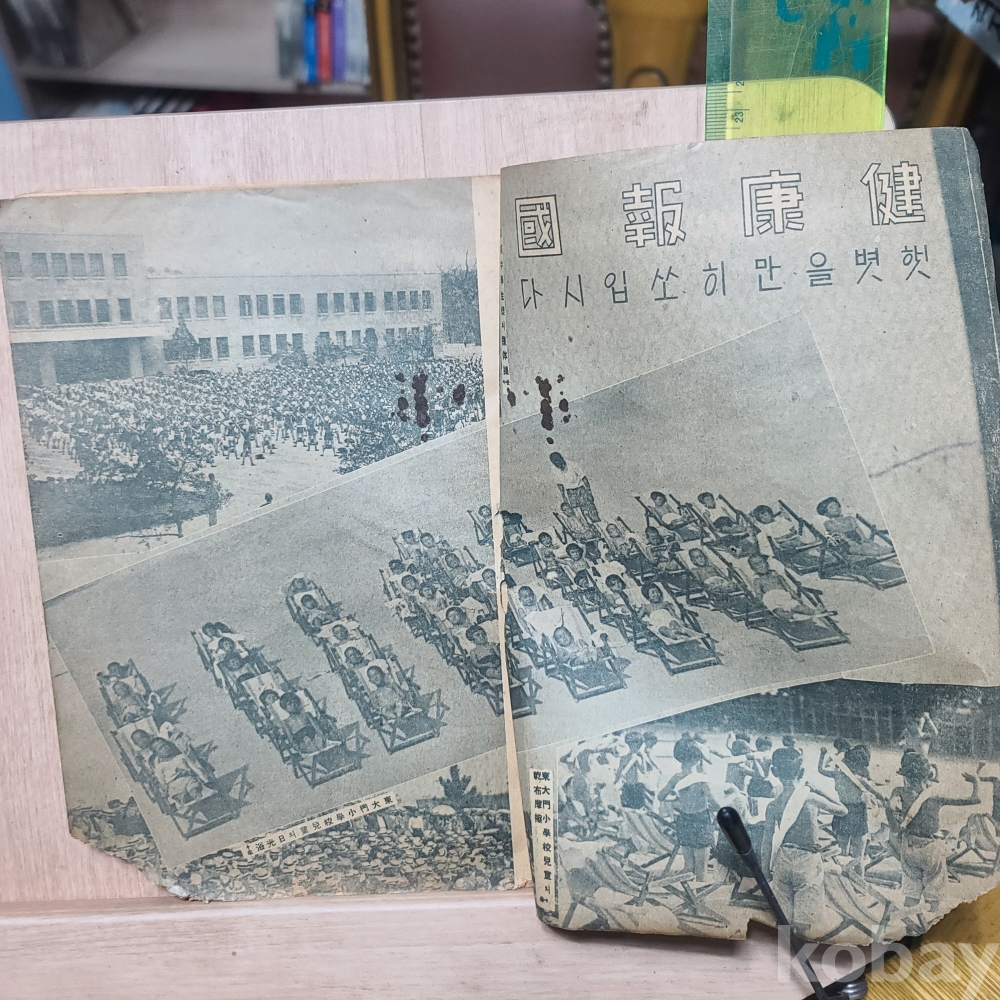 健康報國
햇볏을만히쏘입시다
東大門小學校兒童의日光浴
東大門小學校兒童의
乾布摩擦
23
kobay